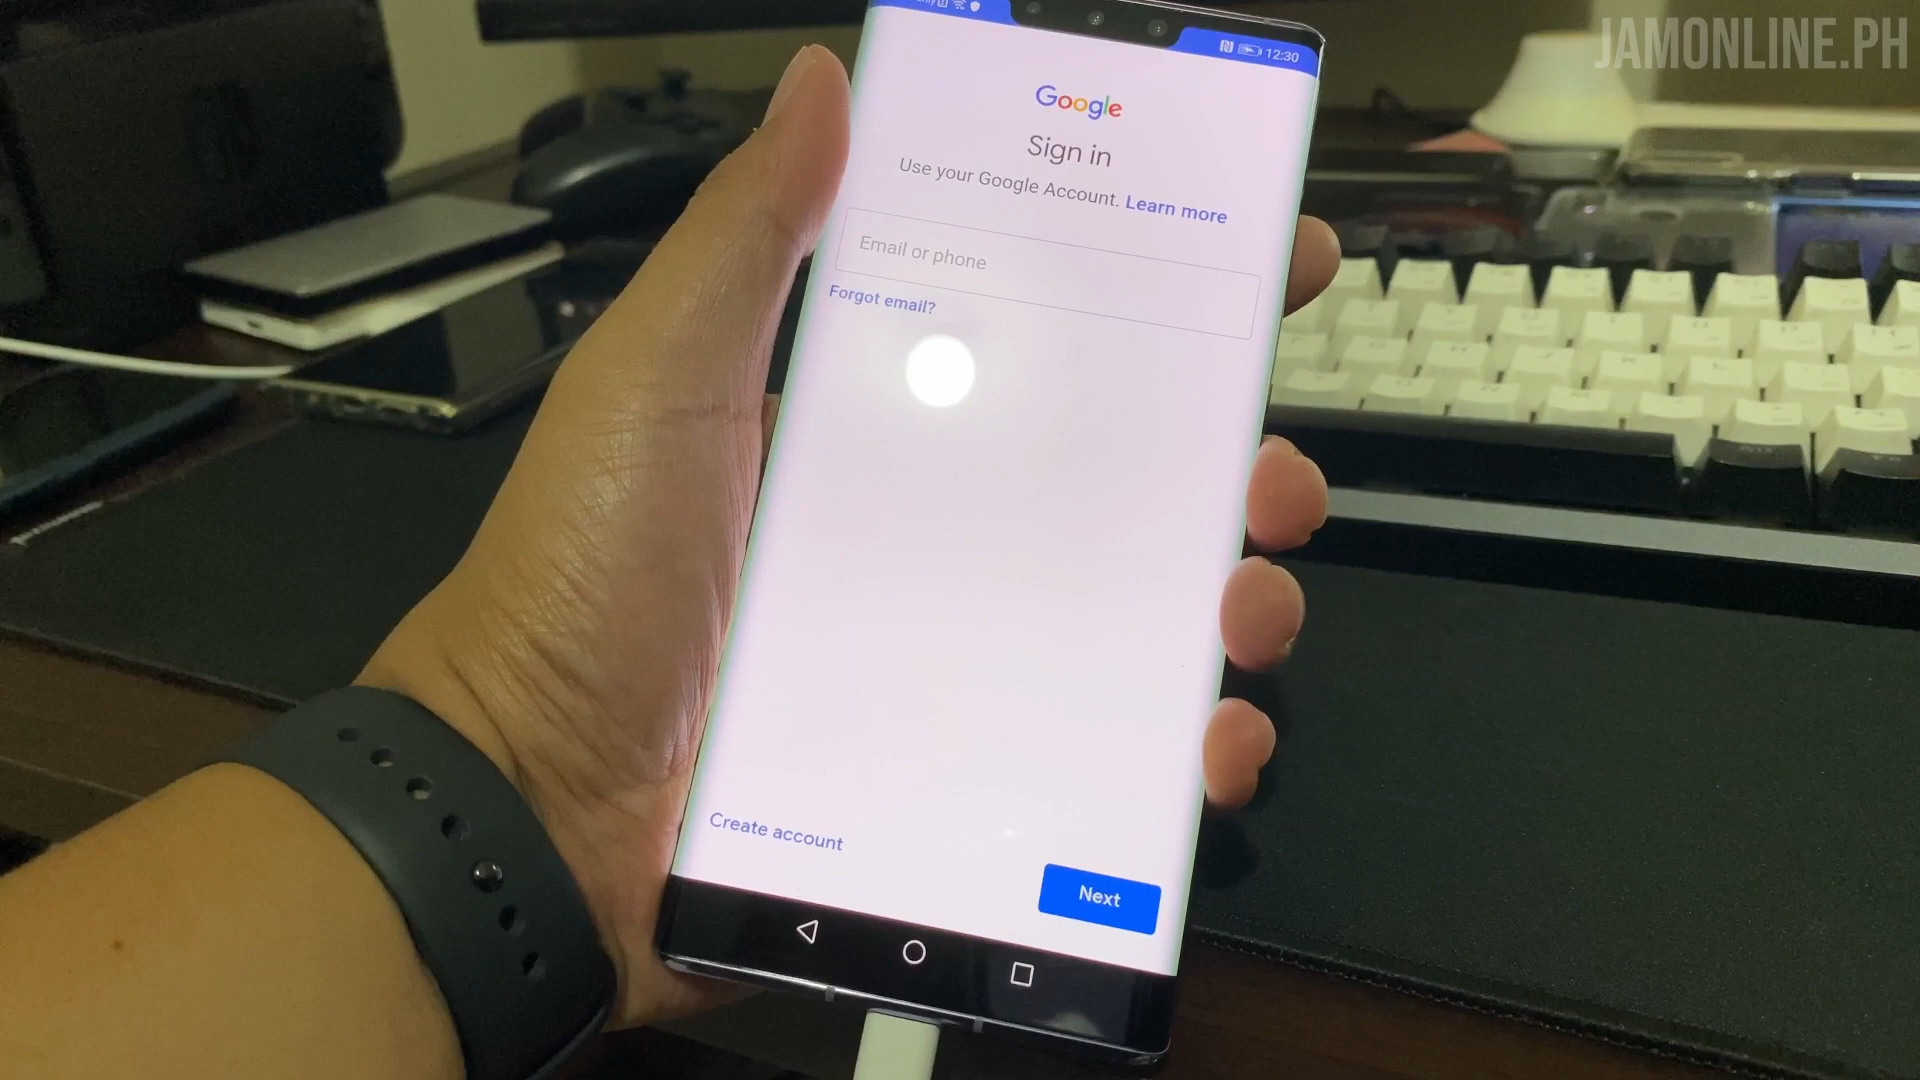 JAMONLINE.PH
12:30
Google
Sign in
Use your Google Account. Learn more
Email or phone
Forgot email?
Create account
Next